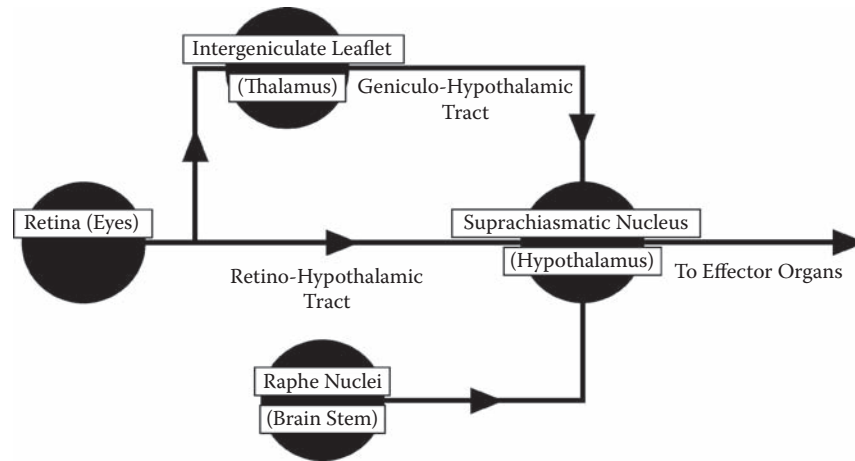 Intergeniculate Leaflet
(Thalamus)
Geniculo-Hypothalamic
Tract
Retina (Eyes)
Suprachiasmatic Nucleus
(Hypothalamus)
Retino-Hypothalamic
Tract
To Effector Organs
Raphe Nuclei
(Brain Stem)